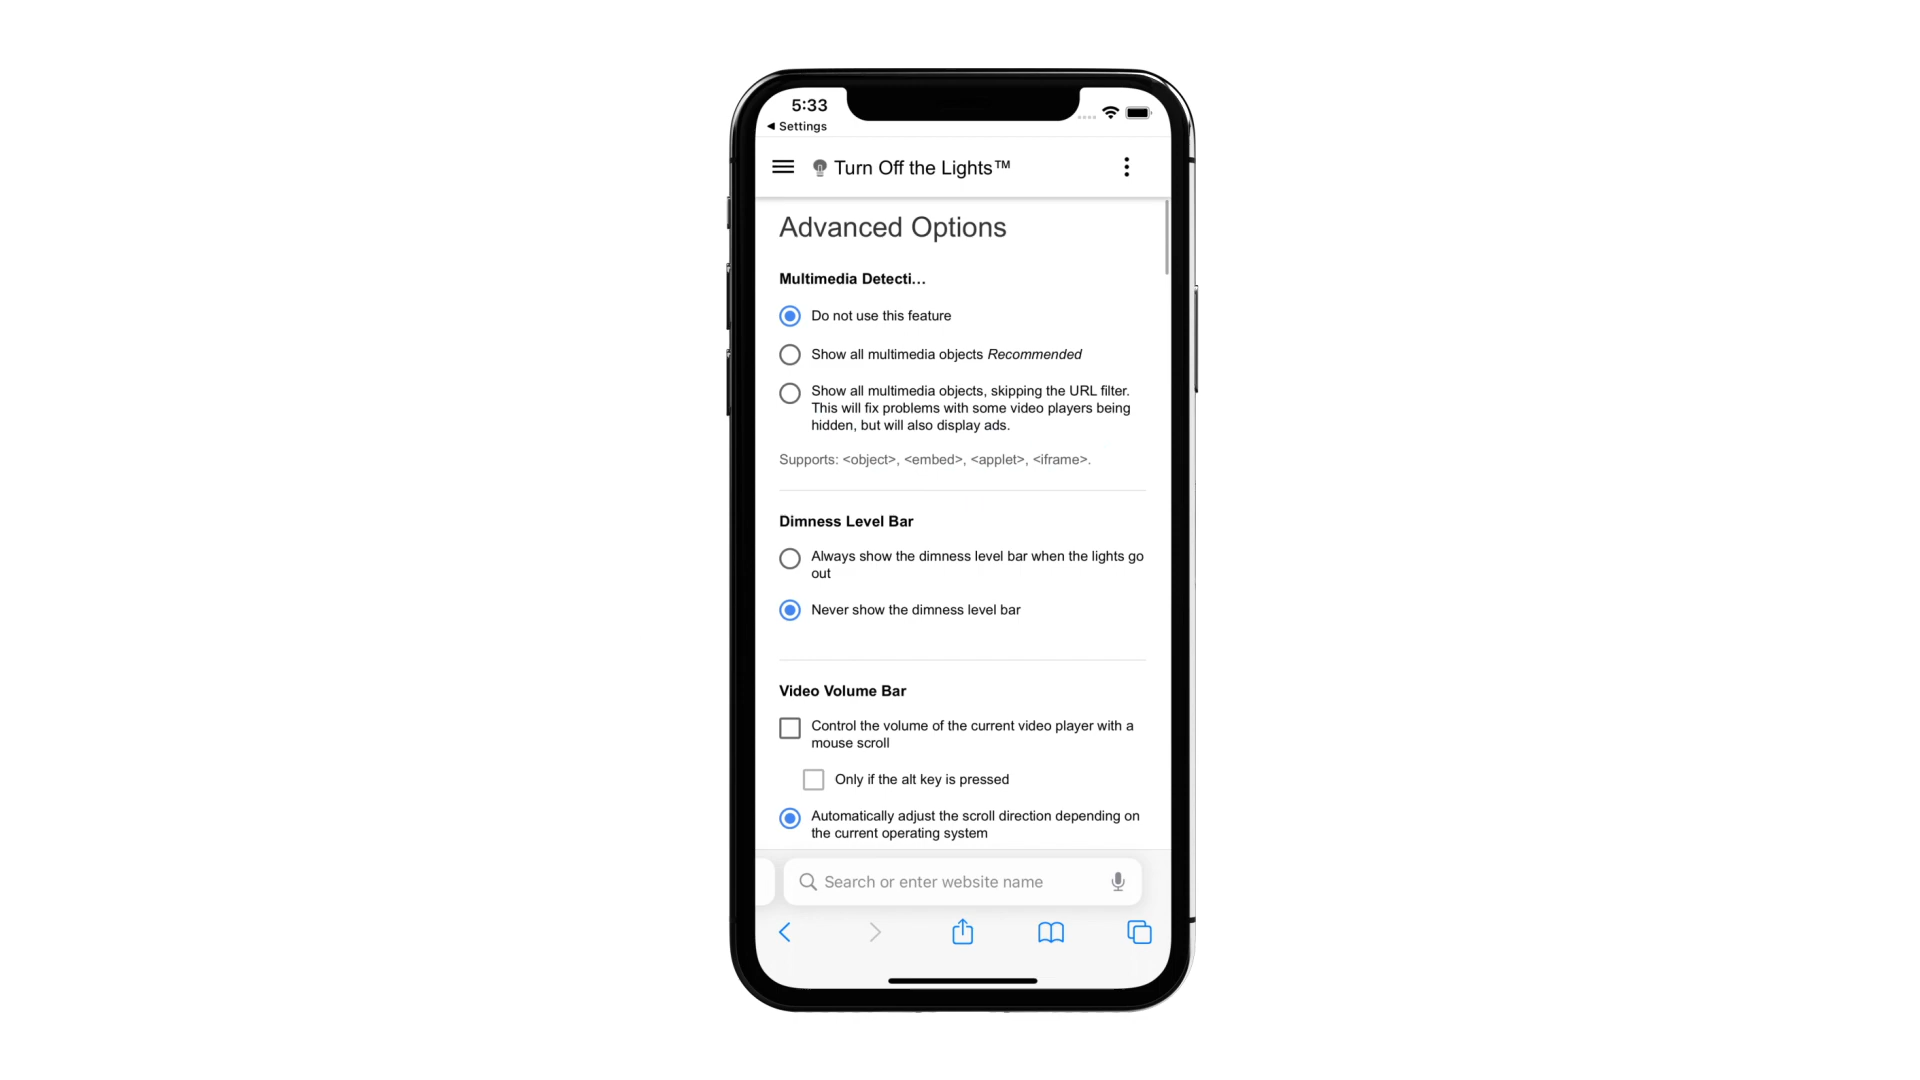 5:33
◀ Settings
Turn Off the Lights™
Advanced Options
Multimedia Detecti...
Do not use this feature
Show all multimedia objects Recommended
Show all multimedia objects, skipping the URL filter.
This will fix problems with some video players being
hidden, but will also display ads.
Supports: <object>, <embed>, <applet>, <iframe>.
Dimness Level Bar
Always show the dimness level bar when the lights go
out
Never show the dimness level bar
Video Volume Bar
Control the volume of the current video player with a
mouse scroll
Only if the alt key is pressed
Automatically adjust the scroll direction depending on
the current operating system
Search or enter website name